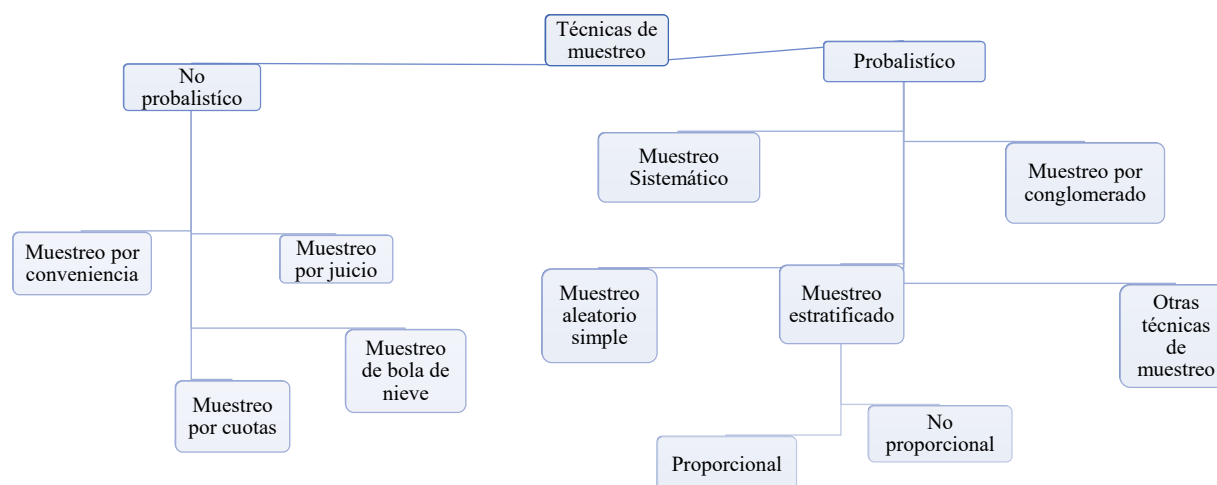 Técnicas de
muestreo
No
probalistíco
Probalistíco
Muestreo
Sistemático
Muestreo por
conglomerado
Muestreo por
conveniencia
Muestreo
por juicio
Muestreo
aleatorio
simple
Muestreo
estratificado
Otras
técnicas
de
muestreo
Muestreo
de bola de
nieve
Muestreo
por cuotas
No
proporcional
Proporcional